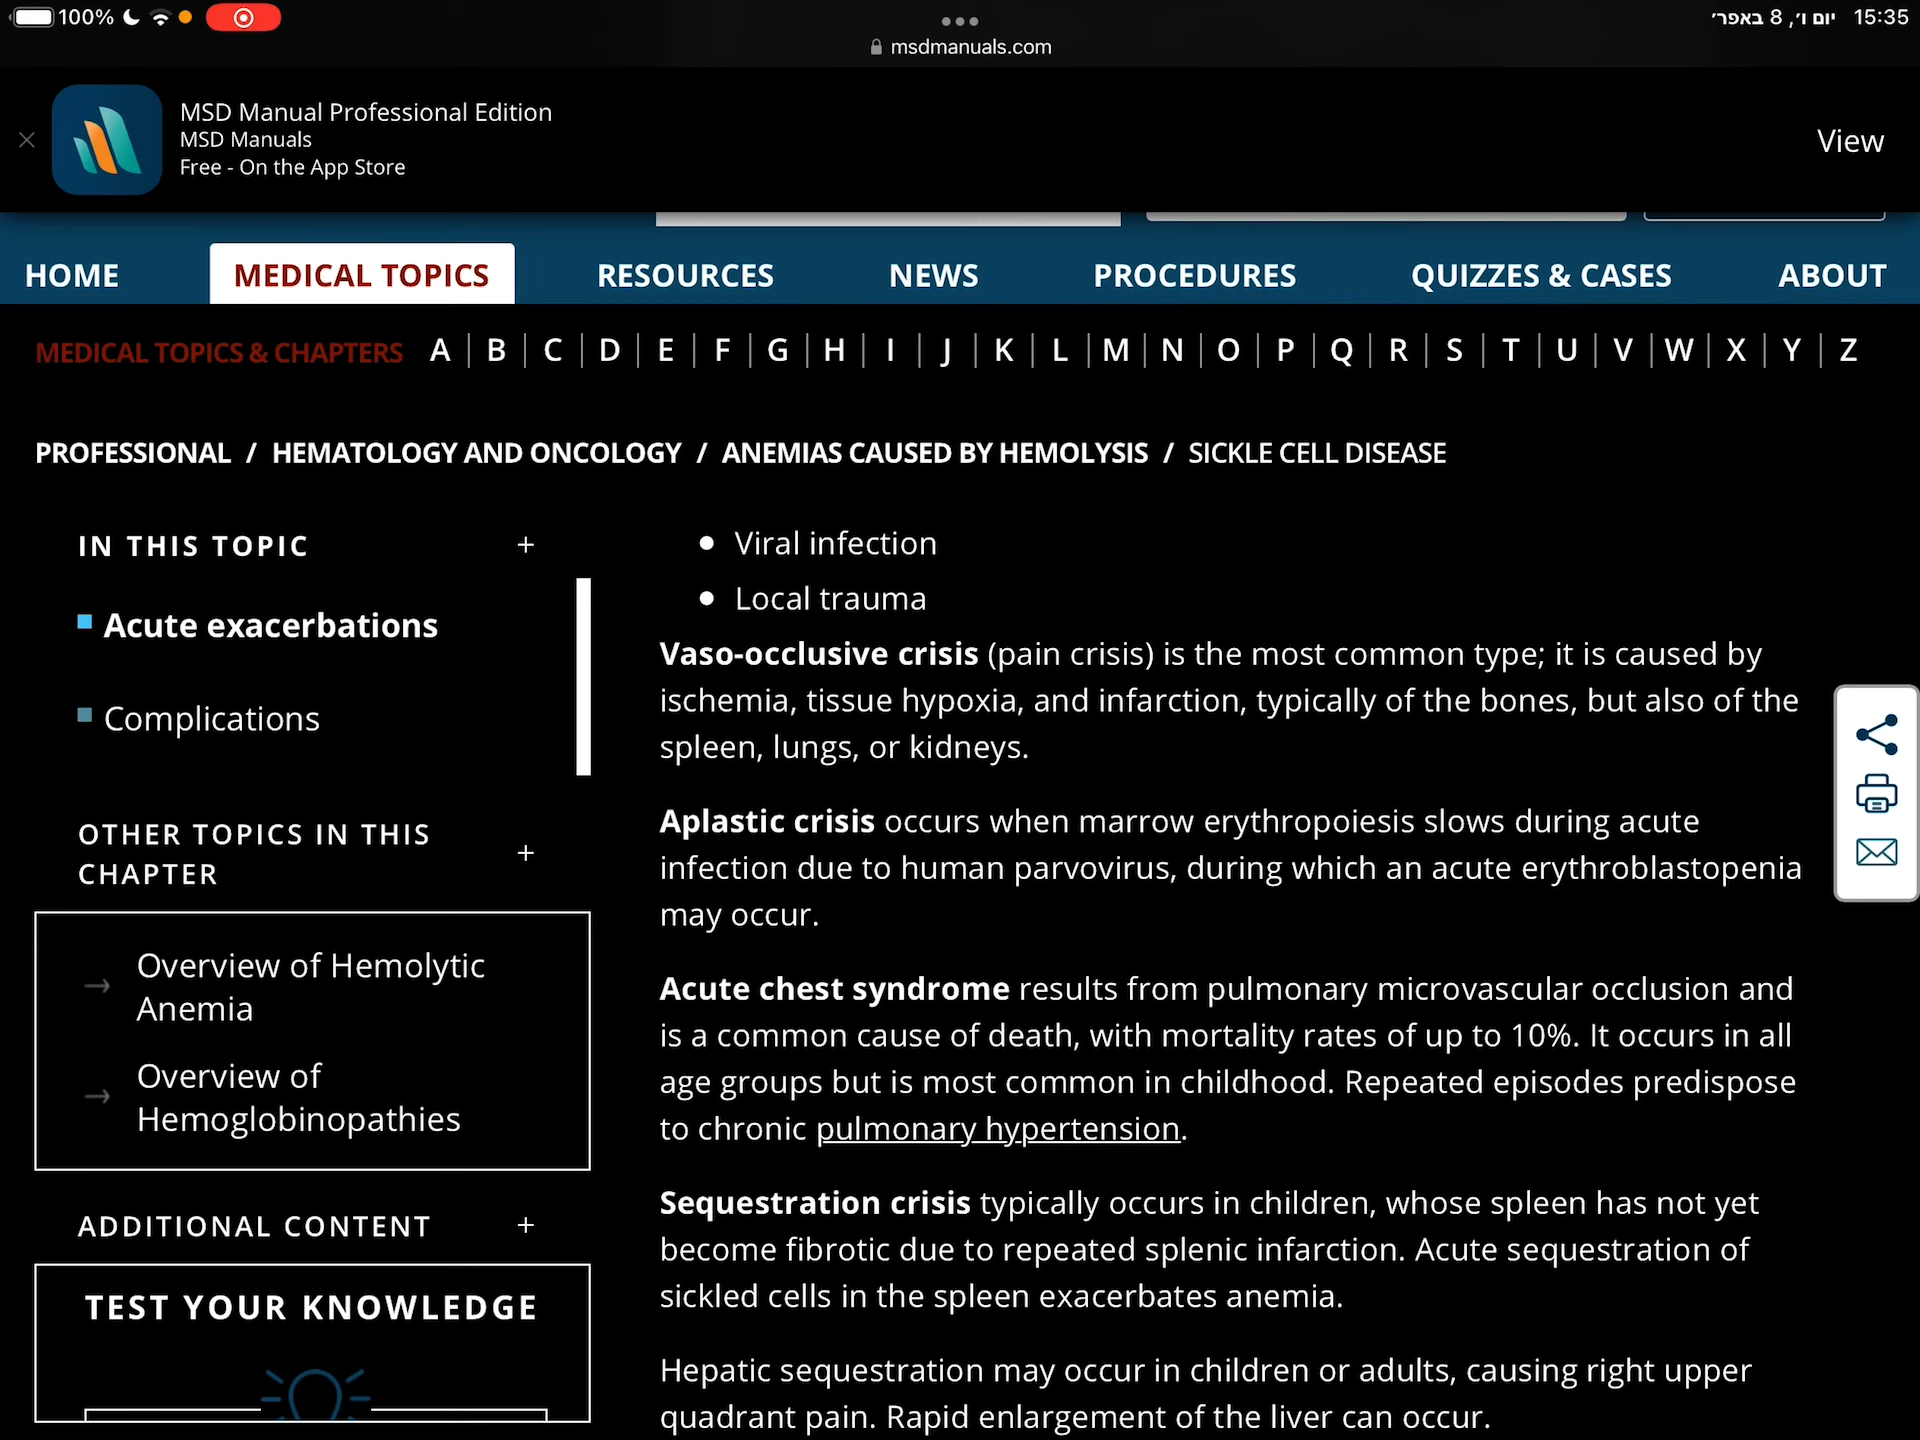 100%
15:35 יום ו׳, 8 באפר׳
msdmanuals.com
MSD Manual Professional Edition
MSD Manuals
Free - On the App Store
View
HOME MEDICAL TOPICS RESOURCES NEWS PROCEDURES QUIZZES & CASES ABOUT
MEDICAL TOPICS & CHAPTERS A | B | C | D | E | F | G | H | I | J | K | L | M | N | O | P | Q | R | S | T | U | V | W | X | Y | Z
PROFESSIONAL / HEMATOLOGY AND ONCOLOGY / ANEMIAS CAUSED BY HEMOLYSIS / SICKLE CELL DISEASE
IN THIS TOPIC +
Acute exacerbations
Complications
OTHER TOPICS IN THIS
CHAPTER +
→ Overview of Hemolytic
Anemia
→ Overview of
Hemoglobinopathies
ADDITIONAL CONTENT +
TEST YOUR KNOWLEDGE
• Viral infection
• Local trauma
Vaso-occlusive crisis (pain crisis) is the most common type; it is caused by
ischemia, tissue hypoxia, and infarction, typically of the bones, but also of the
spleen, lungs, or kidneys.
Aplastic crisis occurs when marrow erythropoiesis slows during acute
infection due to human parvovirus, during which an acute erythroblastopenia
may occur.
Acute chest syndrome results from pulmonary microvascular occlusion and
is a common cause of death, with mortality rates of up to 10%. It occurs in all
age groups but is most common in childhood. Repeated episodes predispose
to chronic pulmonary hypertension.
Sequestration crisis typically occurs in children, whose spleen has not yet
become fibrotic due to repeated splenic infarction. Acute sequestration of
sickled cells in the spleen exacerbates anemia.
Hepatic sequestration may occur in children or adults, causing right upper
quadrant pain. Rapid enlargement of the liver can occur.